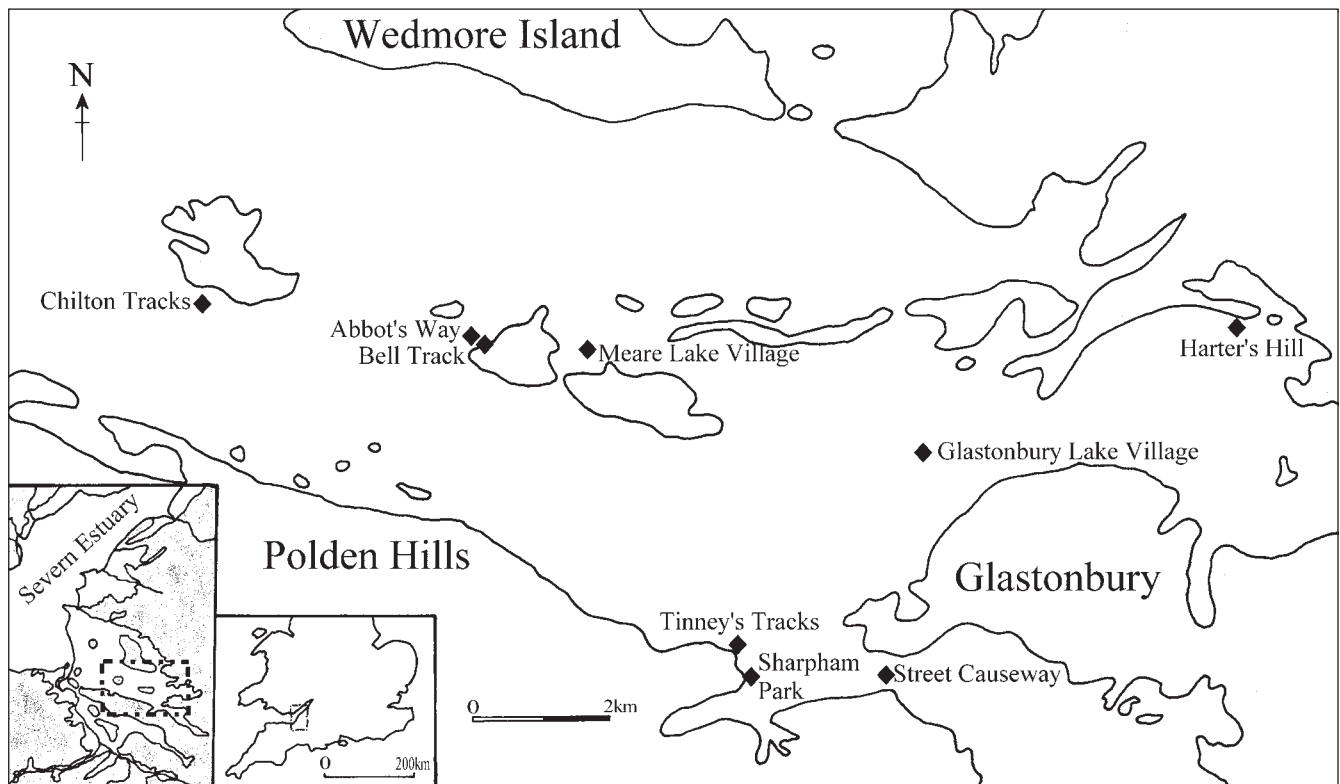 Wedmore Island
N
Chilton Tracks
Abbot's Way
Bell Track
Meare Lake Village
Harter's Hill
Glastonbury Lake Village
Severn Estuary
Polden Hills
Glastonbury
Tinney's Tracks
Sharpham
Park
Street Causeway
0 2km
0 200km